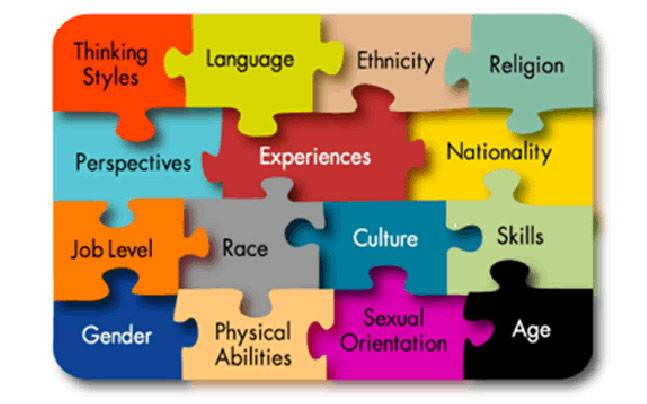 Thinking
Styles
Language
Ethnicity
Religion
Perspectives
Experiences
Nationality
Job Level
Race
Culture
Skills
Gender
Physical
Abilities
Sexual
Orientation
Age